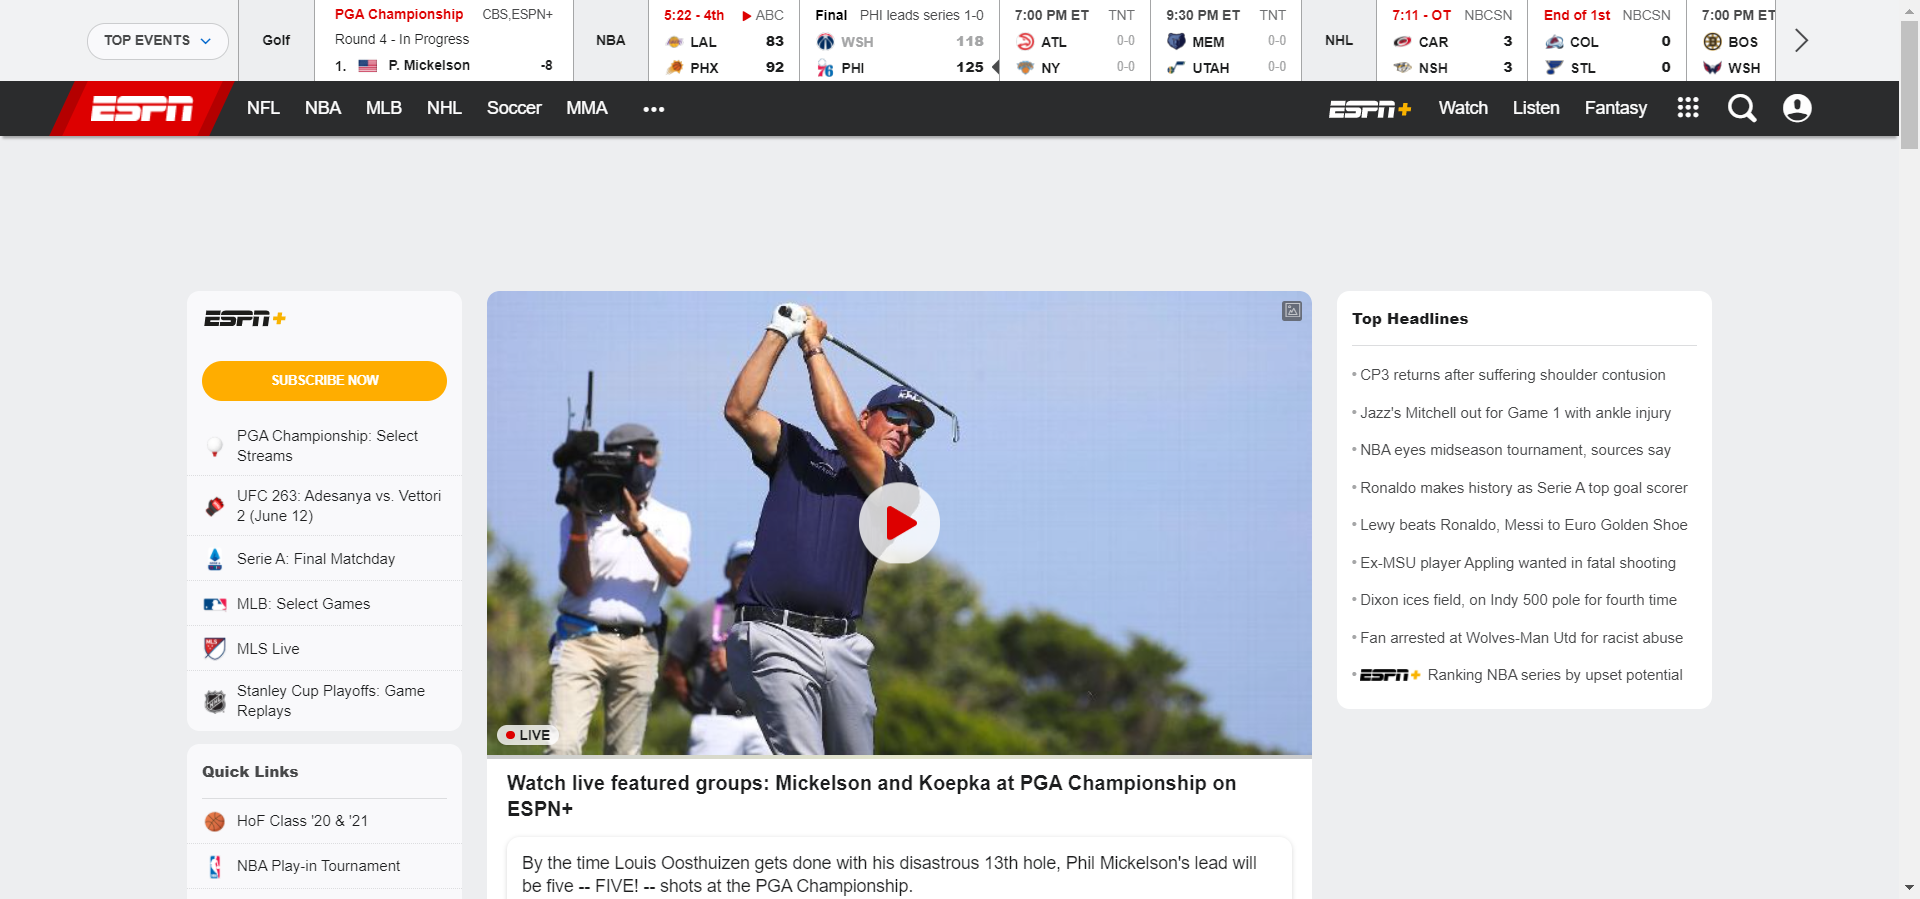 TOP EVENTS
Golf
PGA Championship CBS,ESPN+
Round 4 - In Progress
1. P. Mickelson -8
NBA
5:22 - 4th ABC
LAL 83
PHX 92
Final PHI leads series 1-0
WSH 118
PHI 125
7:00 PM ET TNT
ATL 0-0
NY 0-0
9:30 PM ET TNT
MEM 0-0
UTAH 0-0
NHL
7:11 - OT NBCSN
CAR 3
NSH 3
End of 1st NBCSN
COL 0
STL 0
7:00 PM ET
BOS
WSH
ESPN NFL NBA MLB NHL Soccer MMA ••• ESPN+ Watch Listen Fantasy
ESPN+
SUBSCRIBE NOW
PGA Championship: Select
Streams
UFC 263: Adesanya vs. Vettori
2 (June 12)
Serie A: Final Matchday
MLB: Select Games
MLS Live
Stanley Cup Playoffs: Game
Replays
Quick Links
HoF Class '20 & '21
NBA Play-in Tournament
LIVE
Watch live featured groups: Mickelson and Koepka at PGA Championship on
ESPN+
By the time Louis Oosthuizen gets done with his disastrous 13th hole, Phil Mickelson's lead will
be five -- FIVE! -- shots at the PGA Championship.
Top Headlines
• CP3 returns after suffering shoulder contusion
• Jazz's Mitchell out for Game 1 with ankle injury
• NBA eyes midseason tournament, sources say
• Ronaldo makes history as Serie A top goal scorer
• Lewy beats Ronaldo, Messi to Euro Golden Shoe
• Ex-MSU player Appling wanted in fatal shooting
• Dixon ices field, on Indy 500 pole for fourth time
• Fan arrested at Wolves-Man Utd for racist abuse
• ESPN+ Ranking NBA series by upset potential